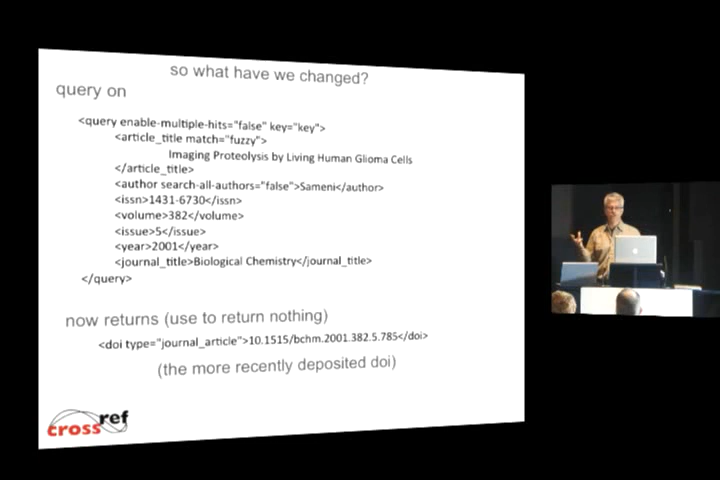 so what have we changed?
query on
<query enable-multiple-hits="false" key="key">
<article_title match="fuzzy">
Imaging Proteolysis by Living Human Glioma Cells
</article_title>
<author search-all-authors="false">Sameni</author>
<issn>1431-6730</issn>
<volume>382</volume>
<issue>5</issue>
<year>2001</year>
<journal_title>Biological Chemistry</journal_title>
</query>
now returns (use to return nothing)
<doi type="journal_article">10.1515/bchm.2001.382.5.785</doi>
(the more recently deposited doi)
crossref